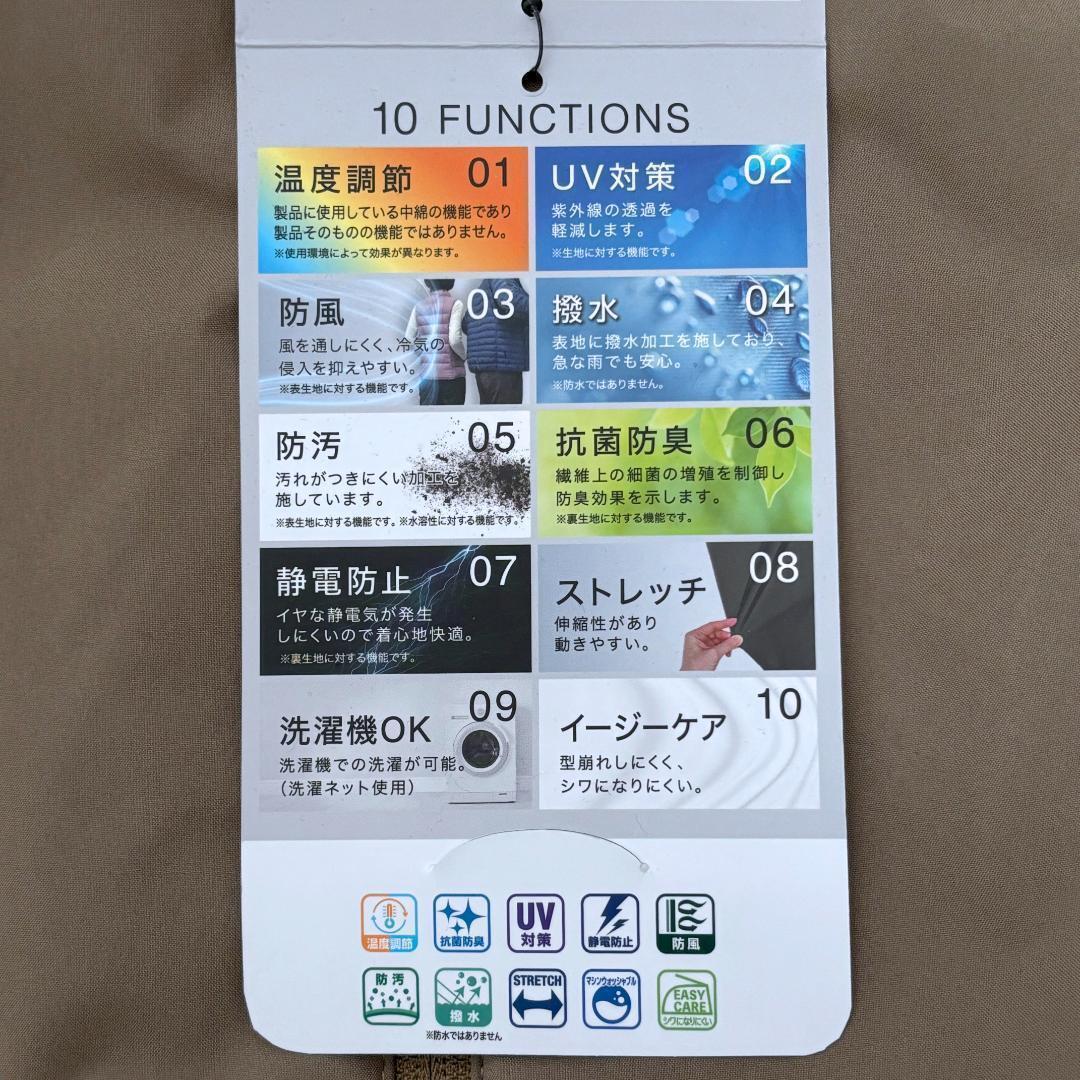 10 FUNCTIONS
温度調節 01
製品に使用している中綿の機能であり
製品そのものの機能ではありません。
※使用環境によって効果が異なります。
UV対策 02
紫外線の透過を
軽減します。
※生地に対する機能です。
防風 03
風を通しにくく、冷気の
侵入を抑えやすい。
※表生地に対する機能です。
撥水 04
表地に撥水加工を施しており、
急な雨でも安心。
※防水ではありません。
防汚 05
汚れがつきにくい加工を
施しています。
※表生地に対する機能です。※水溶性に対する機能です。
抗菌防臭 06
繊維上の細菌の増殖を制御し
防臭効果を示します。
※裏生地に対する機能です。
静電防止 07
イヤな静電気が発生
しにくいので着心地快適。
※裏生地に対する機能です。
ストレッチ 08
伸縮性があり
動きやすい。
洗濯機OK 09
洗濯機での洗濯が可能。
(洗濯ネット使用)
イージーケア 10
型崩れしにくく、
シワになりにくい。
温度調節
抗菌防臭
UV
対策
静電防止
防風
防汚
撥水
※防水ではありません
STRETCH
マシンウォッシャブル
EASY
CARE
シワになりにくい